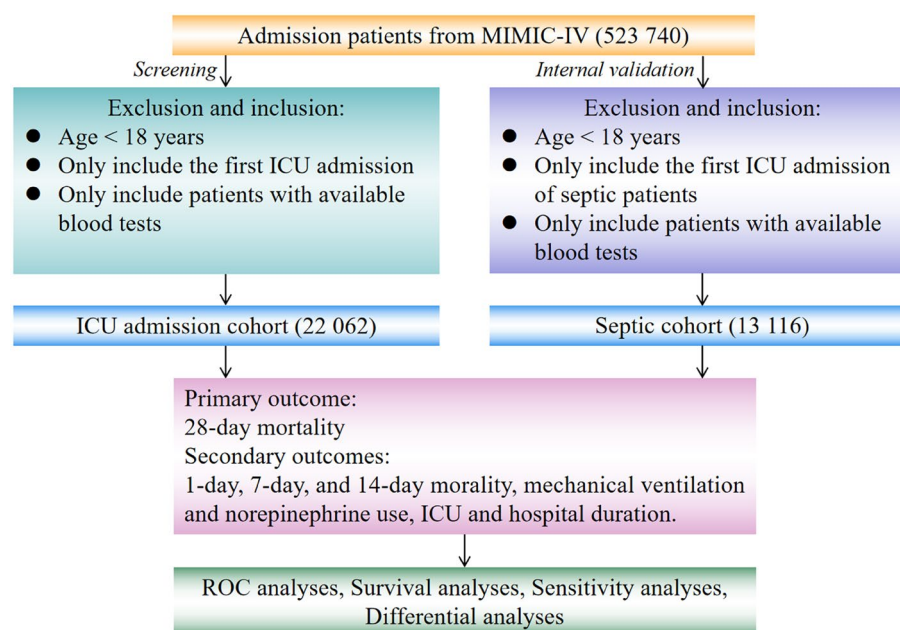 Admission patients from MIMIC-IV (523 740)
Screening
Internal validation
Exclusion and inclusion:
● Age < 18 years
● Only include the first ICU admission
● Only include patients with available
blood tests
Exclusion and inclusion:
● Age < 18 years
● Only include the first ICU admission
of septic patients
● Only include patients with available
blood tests
ICU admission cohort (22 062)
Septic cohort (13 116)
Primary outcome:
28-day mortality
Secondary outcomes:
1-day, 7-day, and 14-day morality, mechanical ventilation
and norepinephrine use, ICU and hospital duration.
ROC analyses, Survival analyses, Sensitivity analyses,
Differential analyses